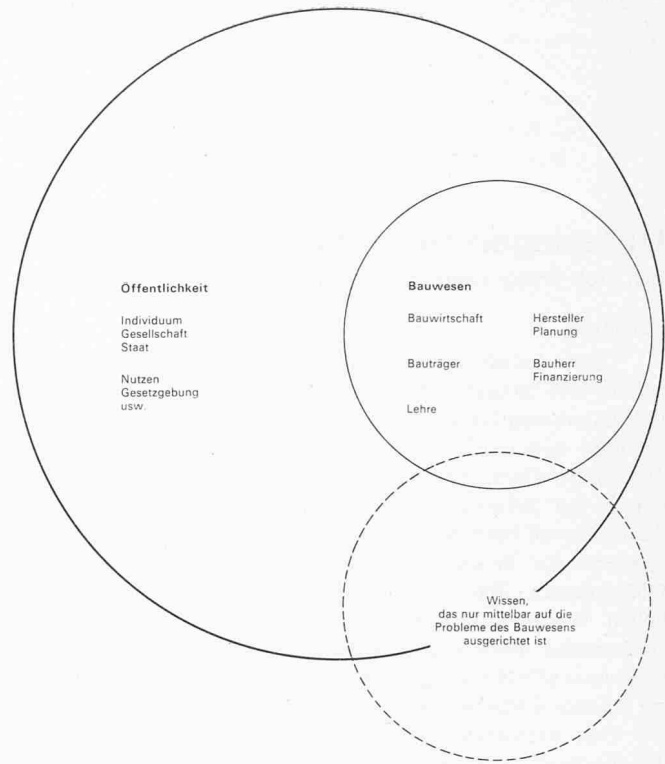 Öffentlichkeit
Individuum
Gesellschaft
Staat
Nutzen
Gesetzgebung
usw.
Bauwesen
Bauwirtschaft
Hersteller
Planung
Bauträger
Bauherr
Finanzierung
Lehre
Wissen,
das nur mittelbar auf die
Probleme des Bauwesens
ausgerichtet ist